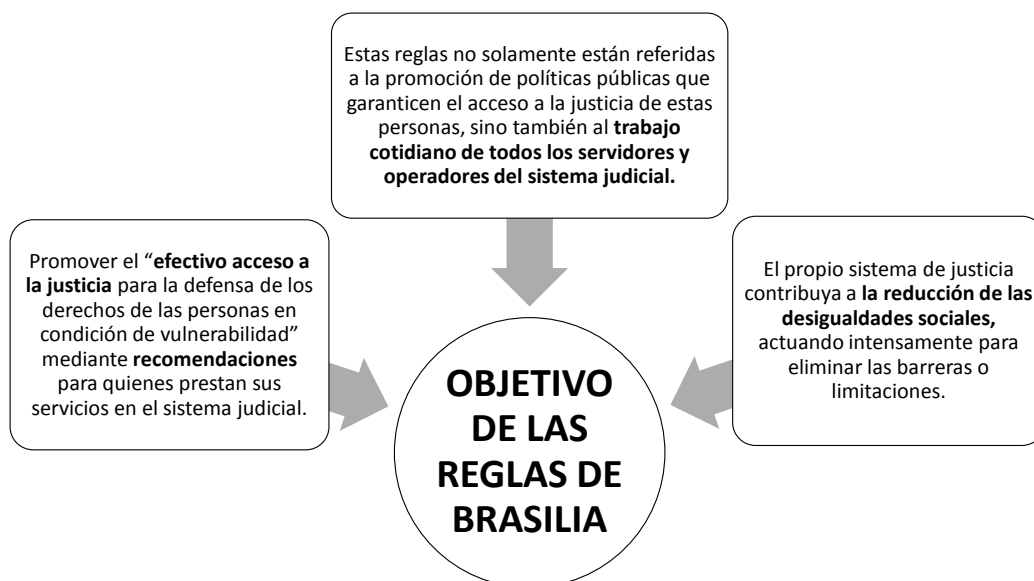 Estas reglas no solamente están referidas
a la promoción de políticas públicas que
garanticen el acceso a la justicia de estas
personas, sino también al trabajo
cotidiano de todos los servidores y
operadores del sistema judicial.
Promover el “efectivo acceso a
la justicia para la defensa de los
derechos de las personas en
condición de vulnerabilidad”
mediante recomendaciones
para quienes prestan sus
servicios en el sistema judicial.
El propio sistema de justicia
contribuya a la reducción de las
desigualdades sociales,
actuando intensamente para
eliminar las barreras o
limitaciones.
OBJETIVO
DE LAS
REGLAS DE
BRASILIA